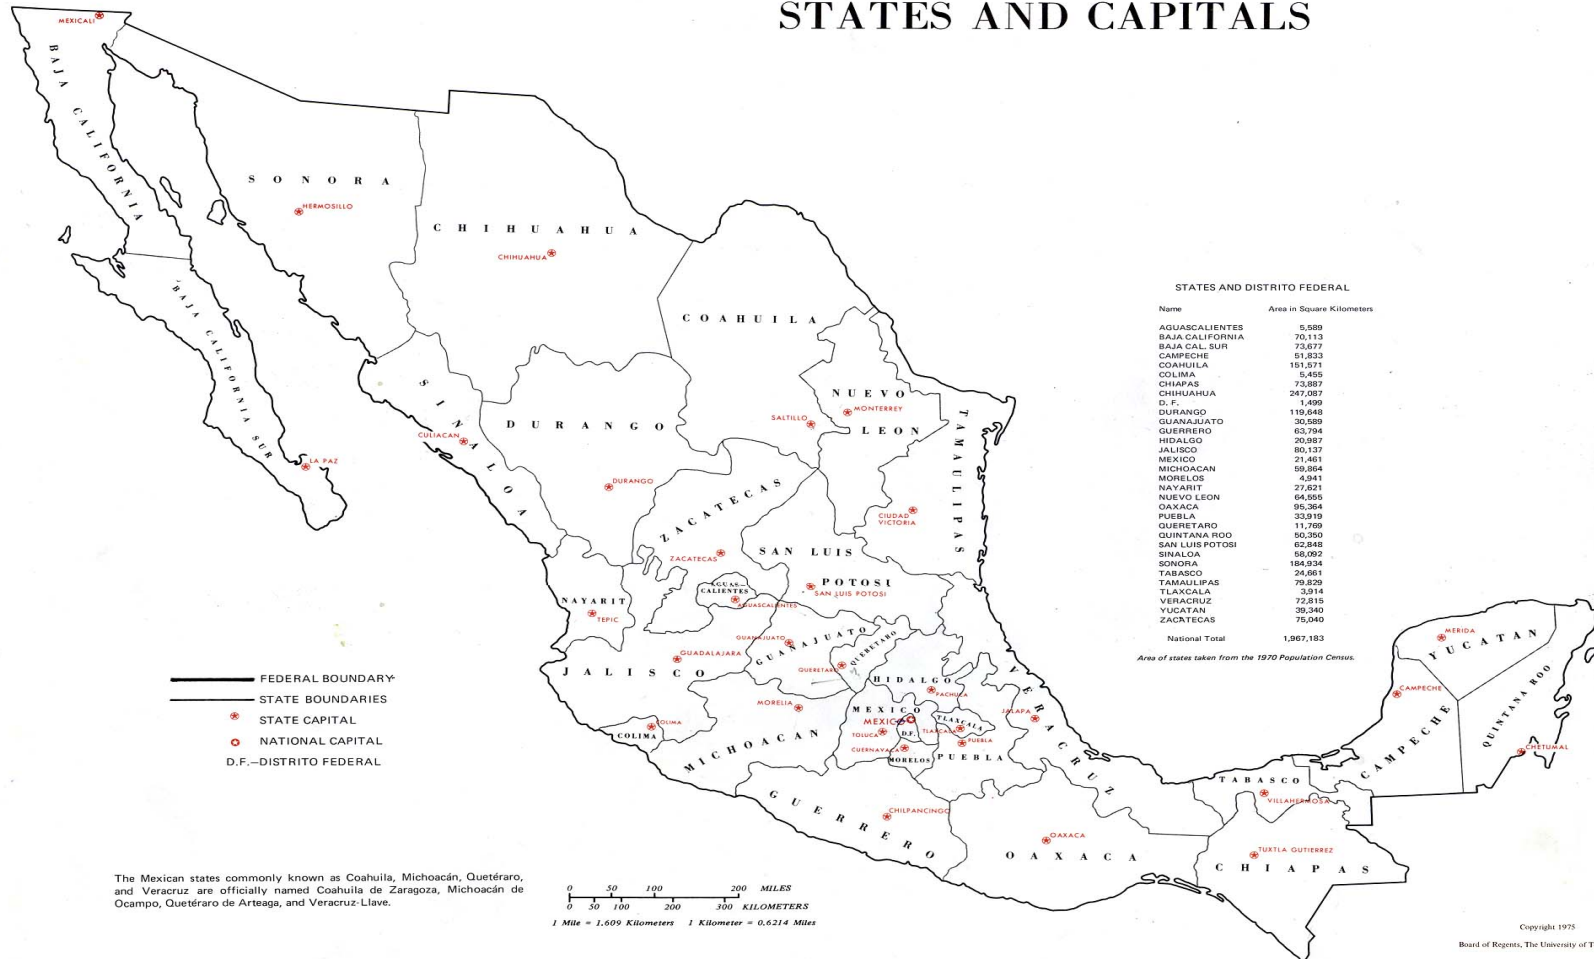 STATES AND CAPITALS
MEXICALI
BAJA CALIFORNIA
SONORA
HERMOSILLO
CHIHUAHUA
CHIHUAHUA
COAHUILA
BAJA CALIFORNIA SUR
LA PAZ
SINALOA
CULIACAN
DURANGO
DURANGO
SALTILLO
NUEVO
LEON
MONTERREY
TAMAULIPAS
CIUDAD
VICTORIA
ZACATECAS
ZACATECAS
SAN LUIS
POTOSI
SAN LUIS POTOSI
AGUAS-
CALIENTES
AGUASCALIENTES
NAYARIT
TEPIC
JALISCO
GUADALAJARA
GUANAJUATO
GUANAJUATO
QUERETARO
QUERETARO
HIDALGO
PACHUCA
VERACRUZ
JALAPA
COLIMA
COLIMA
MORELIA
MICHOACAN
MEXICO
MEXICO
TOLUCA
D.F.
TLAXCALA
TLAXCALA
CUERNAVACA
MORELOS
PUEBLA
PUEBLA
GUERRERO
CHILPANCINGO
OAXACA
OAXACA
TABASCO
VILLAHERMOSA
TUXTLA GUTIERREZ
CHIAPAS
CAMPECHE
CAMPECHE
MERIDA
YUCATAN
QUINTANA ROO
CHETUMAL
STATES AND DISTRITO FEDERAL
Name Area in Square Kilometers
AGUASCALIENTES 5,589
BAJA CALIFORNIA 70,113
BAJA CAL. SUR 73,677
CAMPECHE 51,833
COAHUILA 151,571
COLIMA 5,455
CHIAPAS 73,887
CHIHUAHUA 247,087
D. F. 1,499
DURANGO 119,648
GUANAJUATO 30,589
GUERRERO 63,794
HIDALGO 20,987
JALISCO 80,137
MEXICO 21,461
MICHOACAN 59,864
MORELOS 4,941
NAYARIT 27,621
NUEVO LEON 64,555
OAXACA 95,364
PUEBLA 33,919
QUERETARO 11,769
QUINTANA ROO 50,350
SAN LUIS POTOSI 62,848
SINALOA 58,092
SONORA 184,934
TABASCO 24,661
TAMAULIPAS 79,829
TLAXCALA 3,914
VERACRUZ 72,815
YUCATAN 39,340
ZACATECAS 75,040
National Total 1,967,183
Area of states taken from the 1970 Population Census.
FEDERAL BOUNDARY
STATE BOUNDARIES
STATE CAPITAL
NATIONAL CAPITAL
D.F.—DISTRITO FEDERAL
The Mexican states commonly known as Coahuila, Michoacán, Quetéraro,
and Veracruz are officially named Coahuila de Zaragoza, Michoacán de
Ocampo, Quetéraro de Arteaga, and Veracruz-Llave.
0 50 100 200 MILES
0 50 100 200 300 KILOMETERS
1 Mile = 1.609 Kilometers 1 Kilometer = 0.6214 Miles
Copyright 1975
Board of Regents, The University of T